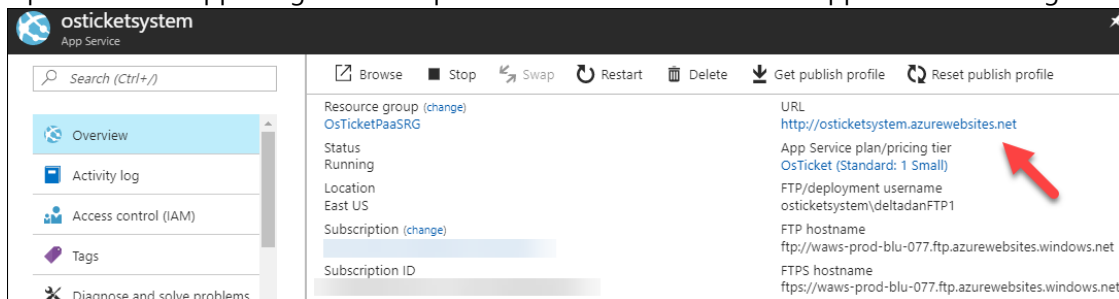 osticketsystem
App Service
Search (Ctrl+/)
Overview
Activity log
Access control (IAM)
Tags
Diagnose and solve problems
Browse Stop Swap Restart Delete Get publish profile Reset publish profile
Resource group (change)
OsTicketPaaSRG
Status
Running
Location
East US
Subscription (change)
Subscription ID
URL
http://osticketsystem.azurewebsites.net
App Service plan/pricing tier
OsTicket (Standard: 1 Small)
FTP/deployment username
osticketsystem\deltadanFTP1
FTP hostname
ftp://waws-prod-blu-077.ftp.azurewebsites.windows.net
FTPS hostname
ftps://waws-prod-blu-077.ftp.azurewebsites.windows.net